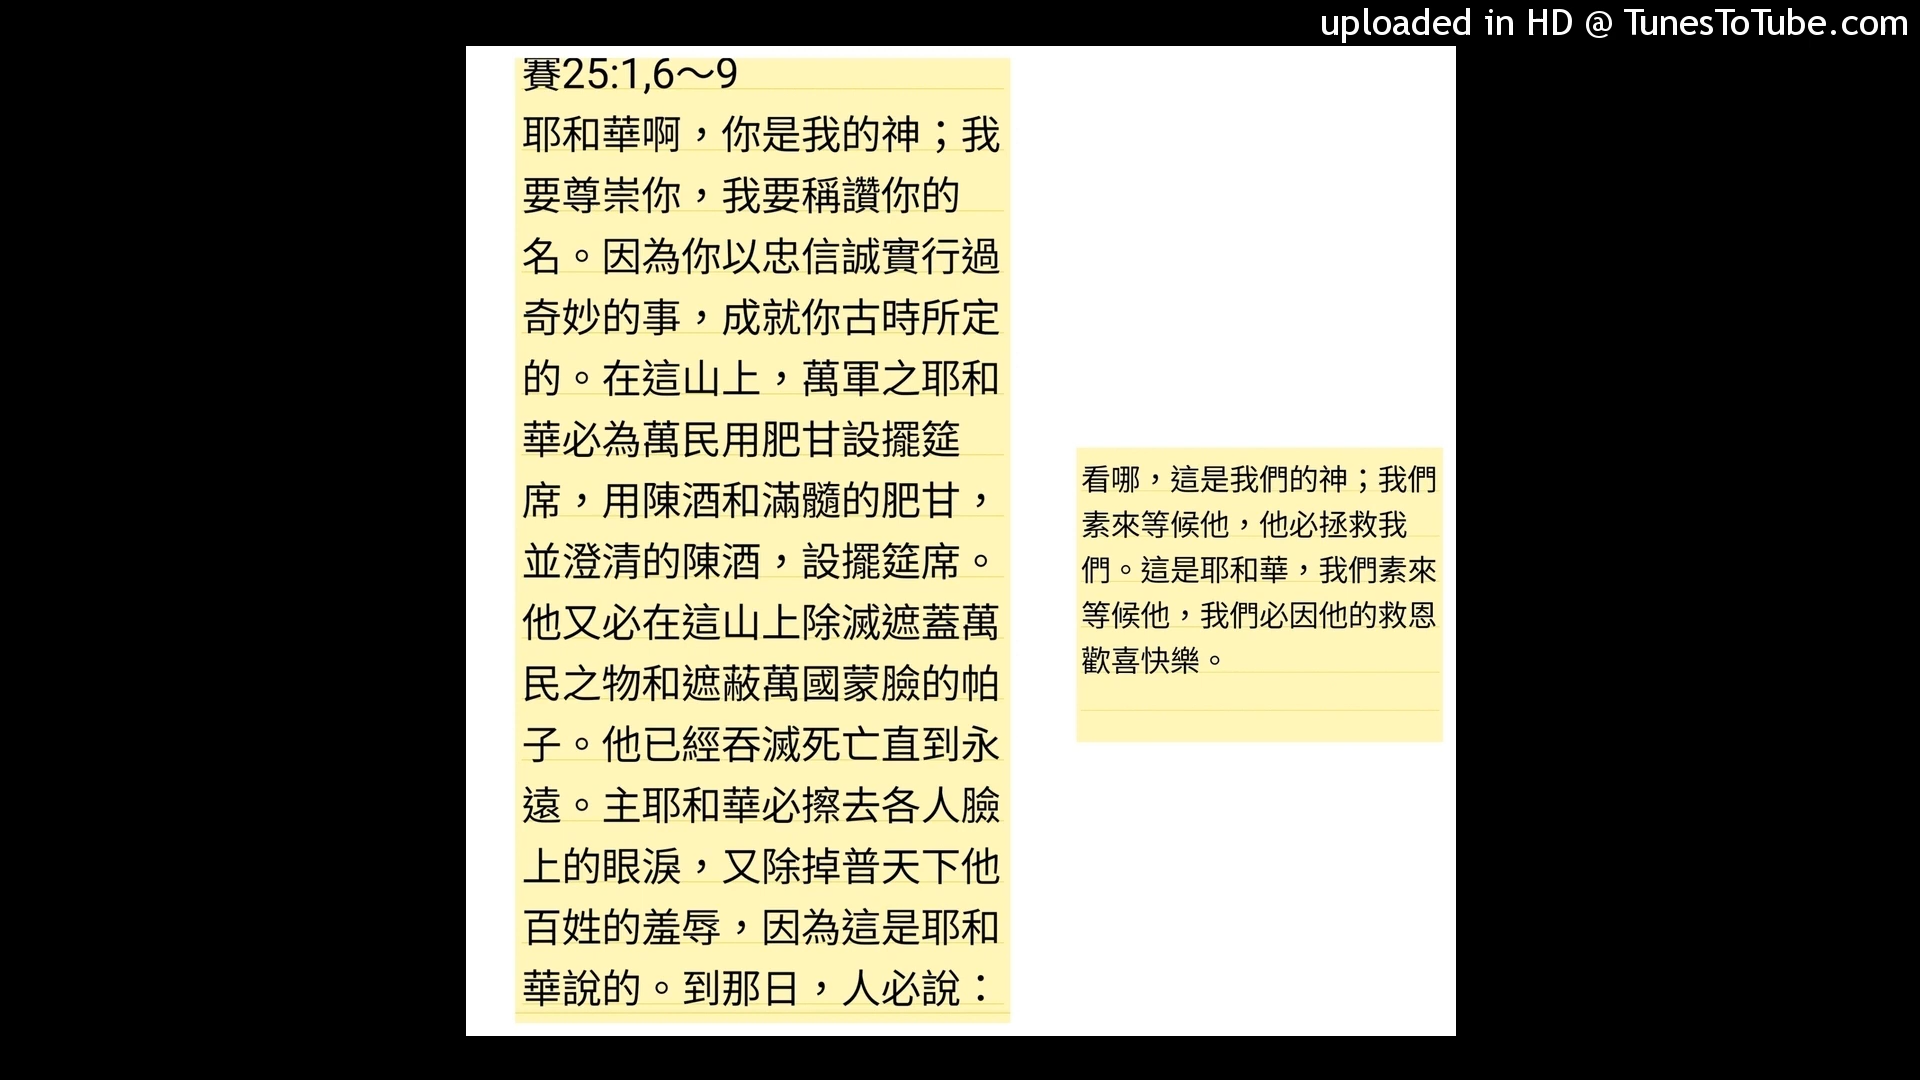 uploaded in HD @ TunesToTube.com
賽25:1,6～9
耶和華啊，你是我的神；我
要尊崇你，我要稱讚你的
名。因為你以忠信誠實行過
奇妙的事，成就你古時所定
的。在這山上，萬軍之耶和
華必為萬民用肥甘設擺筵
席，用陳酒和滿髓的肥甘，
並澄清的陳酒，設擺筵席。
他又必在這山上除滅遮蓋萬
民之物和遮蔽萬國蒙臉的帕
子。他已經吞滅死亡直到永
遠。主耶和華必擦去各人臉
上的眼淚，又除掉普天下他
百姓的羞辱，因為這是耶和
華說的。到那日，人必說：
看哪，這是我們的神；我們
素來等候他，他必拯救我
們。這是耶和華，我們素來
等候他，我們必因他的救恩
歡喜快樂。